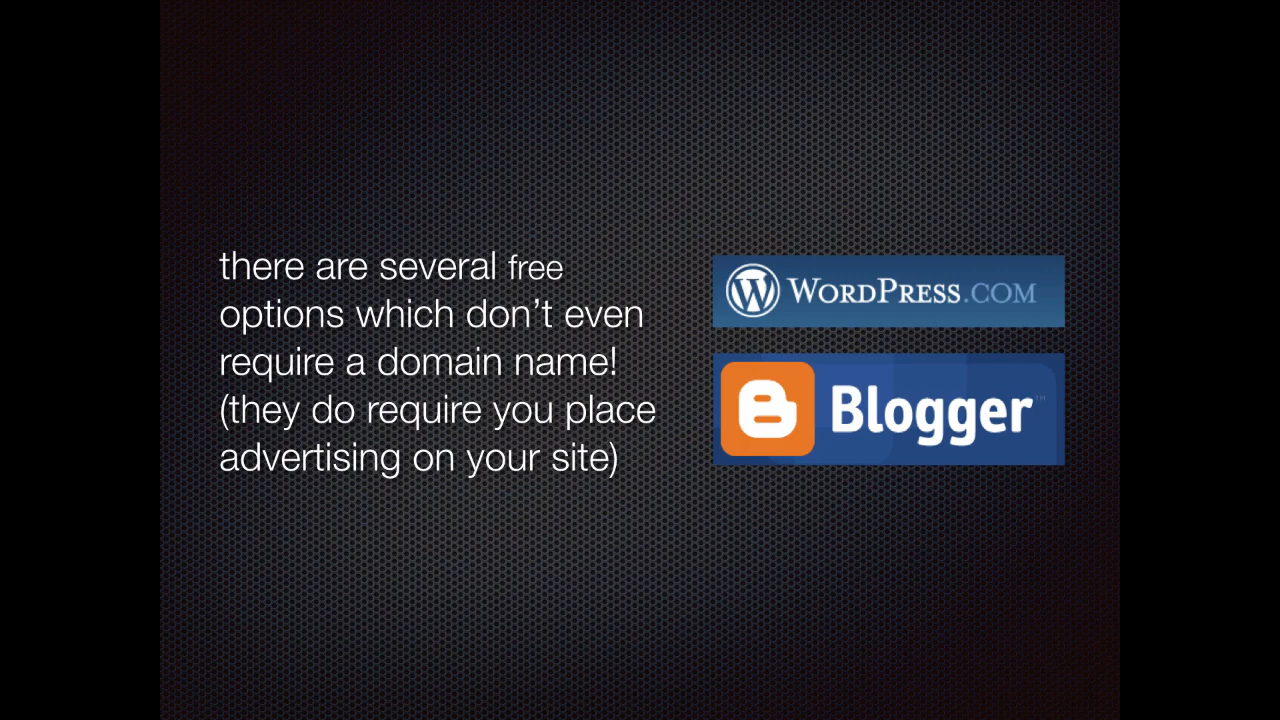 there are several free
options which don’t even
require a domain name!
(they do require you place
advertising on your site)
WORDPRESS.COM
Blogger™